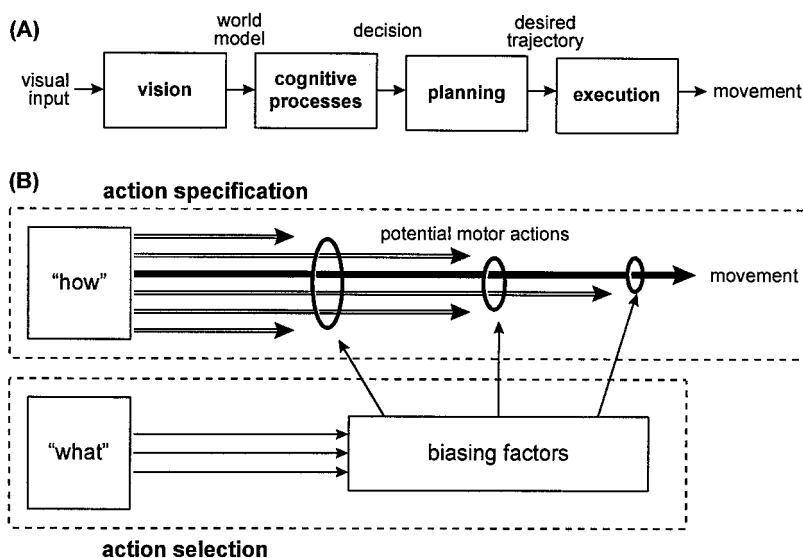 (A)
world
model
decision
desired
trajectory
visual
input
vision
cognitive
processes
planning
execution
movement
(B)
action specification
"how"
potential motor actions
movement
"what"
biasing factors
action selection